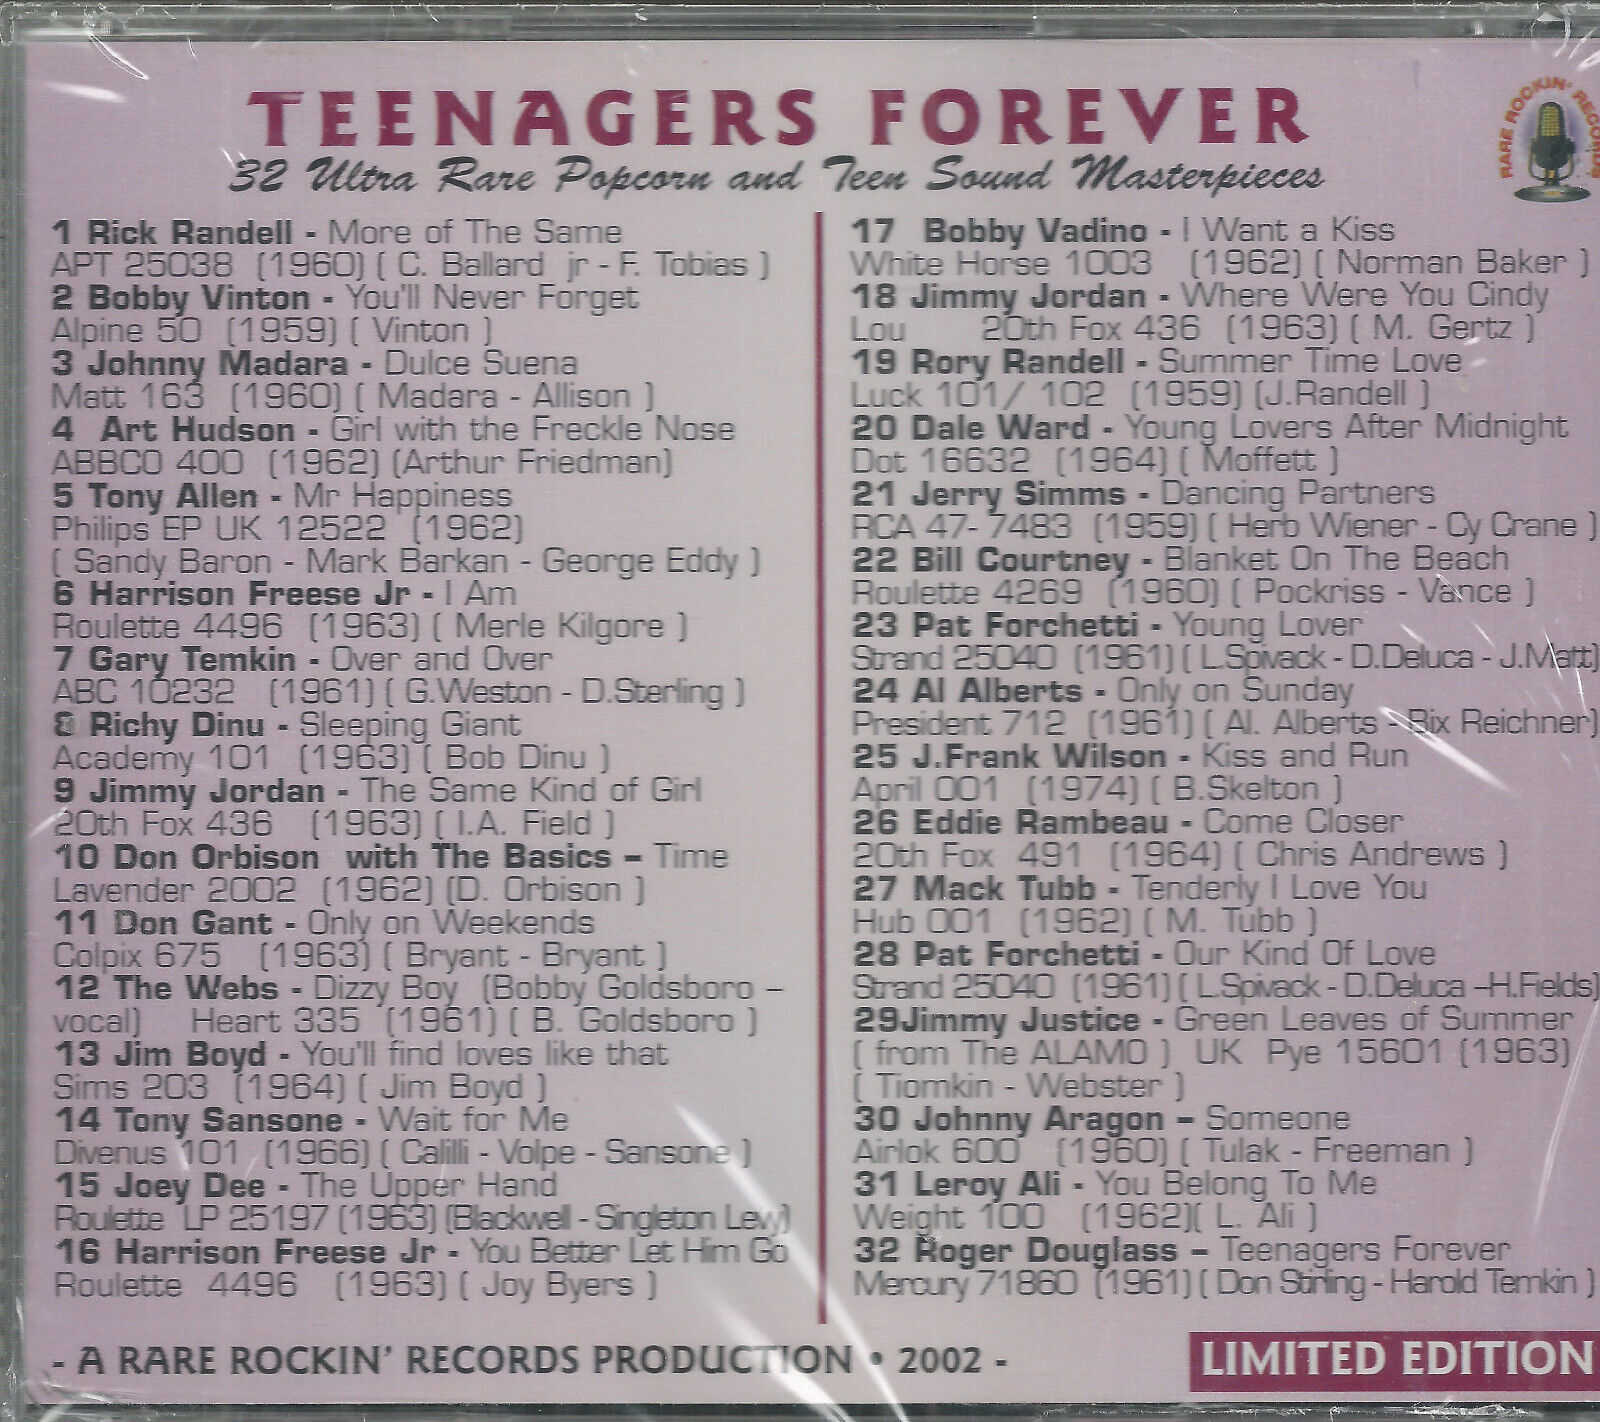 TEENAGERS FOREVER
32 Ultra Rare Popcorn and Teen Sound Masterpieces
RARE ROCKIN' RECORDS
1 Rick Randell - More of The Same
APT 25038 (1960) ( C. Ballard jr - F. Tobias )
2 Bobby Vinton - You'll Never Forget
Alpine 50 (1959) ( Vinton )
3 Johnny Madara - Dulce Suena
Matt 163 (1960) ( Madara - Allison )
4 Art Hudson - Girl with the Freckle Nose
ABBCO 400 (1962) (Arthur Friedman)
5 Tony Allen - Mr Happiness
Philips EP UK 12522 (1962)
( Sandy Baron - Mark Barkan - George Eddy )
6 Harrison Freese Jr - I Am
Roulette 4496 (1963) ( Merle Kilgore )
7 Gary Temkin - Over and Over
ABC 10232 (1961) ( G.Weston - D.Sterling )
8 Richy Dinu - Sleeping Giant
Academy 101 (1963) ( Bob Dinu )
9 Jimmy Jordan - The Same Kind of Girl
20th Fox 436 (1963) ( I.A. Field )
10 Don Orbison with The Basics – Time
Lavender 2002 (1962) (D. Orbison )
11 Don Gant - Only on Weekends
Colpix 675 (1963) ( Bryant - Bryant )
12 The Webs - Dizzy Boy (Bobby Goldsboro –
vocal) Heart 335 (1961) ( B. Goldsboro )
13 Jim Boyd - You'll find loves like that
Sims 203 (1964) ( Jim Boyd )
14 Tony Sansone - Wait for Me
Divenus 101 (1966) ( Calilli - Volpe - Sansone )
15 Joey Dee - The Upper Hand
Roulette LP 25197 (1963) (Blackwell - Singleton Levy)
16 Harrison Freese Jr - You Better Let Him Go
Roulette 4496 (1963) ( Joy Byers )
17 Bobby Vadino - I Want a Kiss
White Horse 1003 (1962) ( Norman Baker )
18 Jimmy Jordan - Where Were You Cindy
Lou 20th Fox 436 (1963) ( M. Gertz )
19 Rory Randell - Summer Time Love
Luck 101/ 102 (1959) (J.Randell )
20 Dale Ward - Young Lovers After Midnight
Dot 16632 (1964) ( Moffett )
21 Jerry Simms - Dancing Partners
RCA 47- 7483 (1959) ( Herb Wiener - Cy Crane )
22 Bill Courtney - Blanket On The Beach
Roulette 4269 (1960) ( Pockriss - Vance )
23 Pat Forchetti - Young Lover
Strand 25040 (1961) ( L.Spivack - D.Deluca - J.Matt)
24 Al Alberts - Only on Sunday
President 712 (1961) ( Al. Alberts - Bix Reichner)
25 J.Frank Wilson - Kiss and Run
April 001 (1974) ( B.Skelton )
26 Eddie Rambeau - Come Closer
20th Fox 491 (1964) ( Chris Andrews )
27 Mack Tubb - Tenderly I Love You
Hub 001 (1962) ( M. Tubb )
28 Pat Forchetti - Our Kind Of Love
Strand 25040 (1961) ( L.Spivack - D.Deluca –H.Fields)
29Jimmy Justice - Green Leaves of Summer
( from The ALAMO ) UK Pye 15601 (1963)
( Tiomkin - Webster )
30 Johnny Aragon – Someone
Airlok 600 (1960) ( Tulak - Freeman )
31 Leroy Ali - You Belong To Me
Weight 100 (1962)( L. Ali )
32 Roger Douglass – Teenagers Forever
Mercury 71860 (1961) ( Don Stirling - Harold Temkin )
- A RARE ROCKIN' RECORDS PRODUCTION • 2002 -
LIMITED EDITION